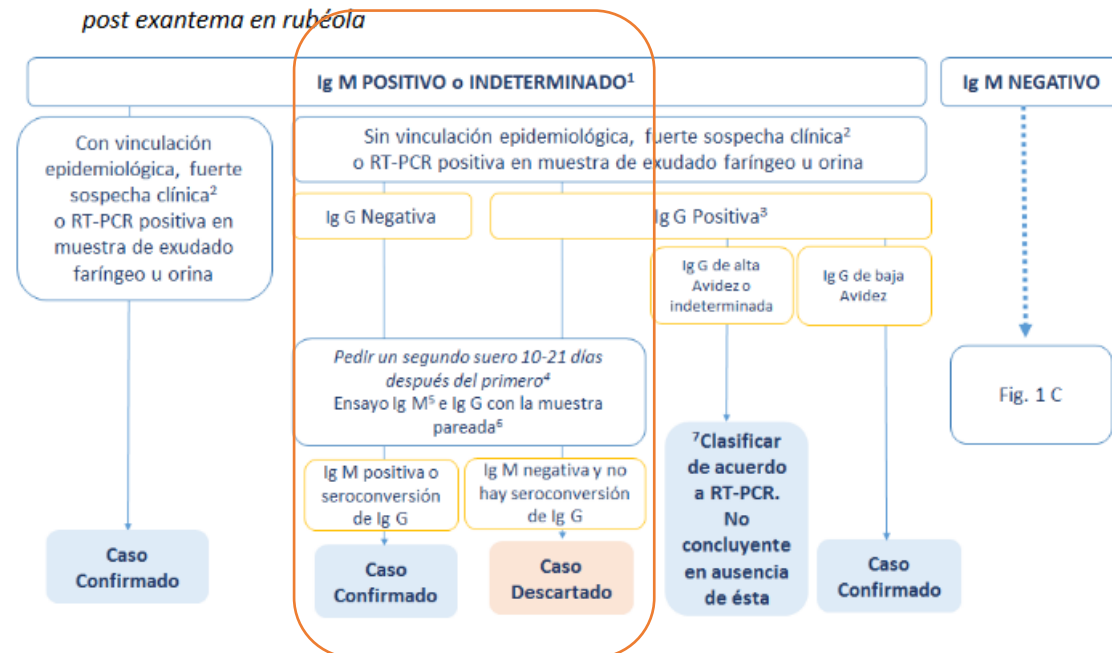 post exantema en rubéola
Ig M POSITIVO o INDETERMINADO¹
Ig M NEGATIVO
Con vinculación
epidemiológica, fuerte
sospecha clínica²
o RT-PCR positiva en
muestra de exudado
faríngeo u orina
Sin vinculación epidemiológica, fuerte sospecha clínica²
o RT-PCR positiva en muestra de exudado faríngeo u orina
Ig G Negativa
Ig G Positiva³
Ig G de alta
Avidez o
indeterminada
Ig G de baja
Avidez
Pedir un segundo suero 10-21 días
después del primero⁴
Ensayo Ig M⁵ e Ig G con la muestra
pareada⁶
Fig. 1 C
Ig M positiva o
seroconversión
de Ig G
Ig M negativa y no
hay seroconversión
de Ig G
⁷Clasificar
de acuerdo
a RT-PCR.
No
concluyente
en ausencia
de ésta
Caso
Confirmado
Caso
Confirmado
Caso
Descartado
Caso
Confirmado